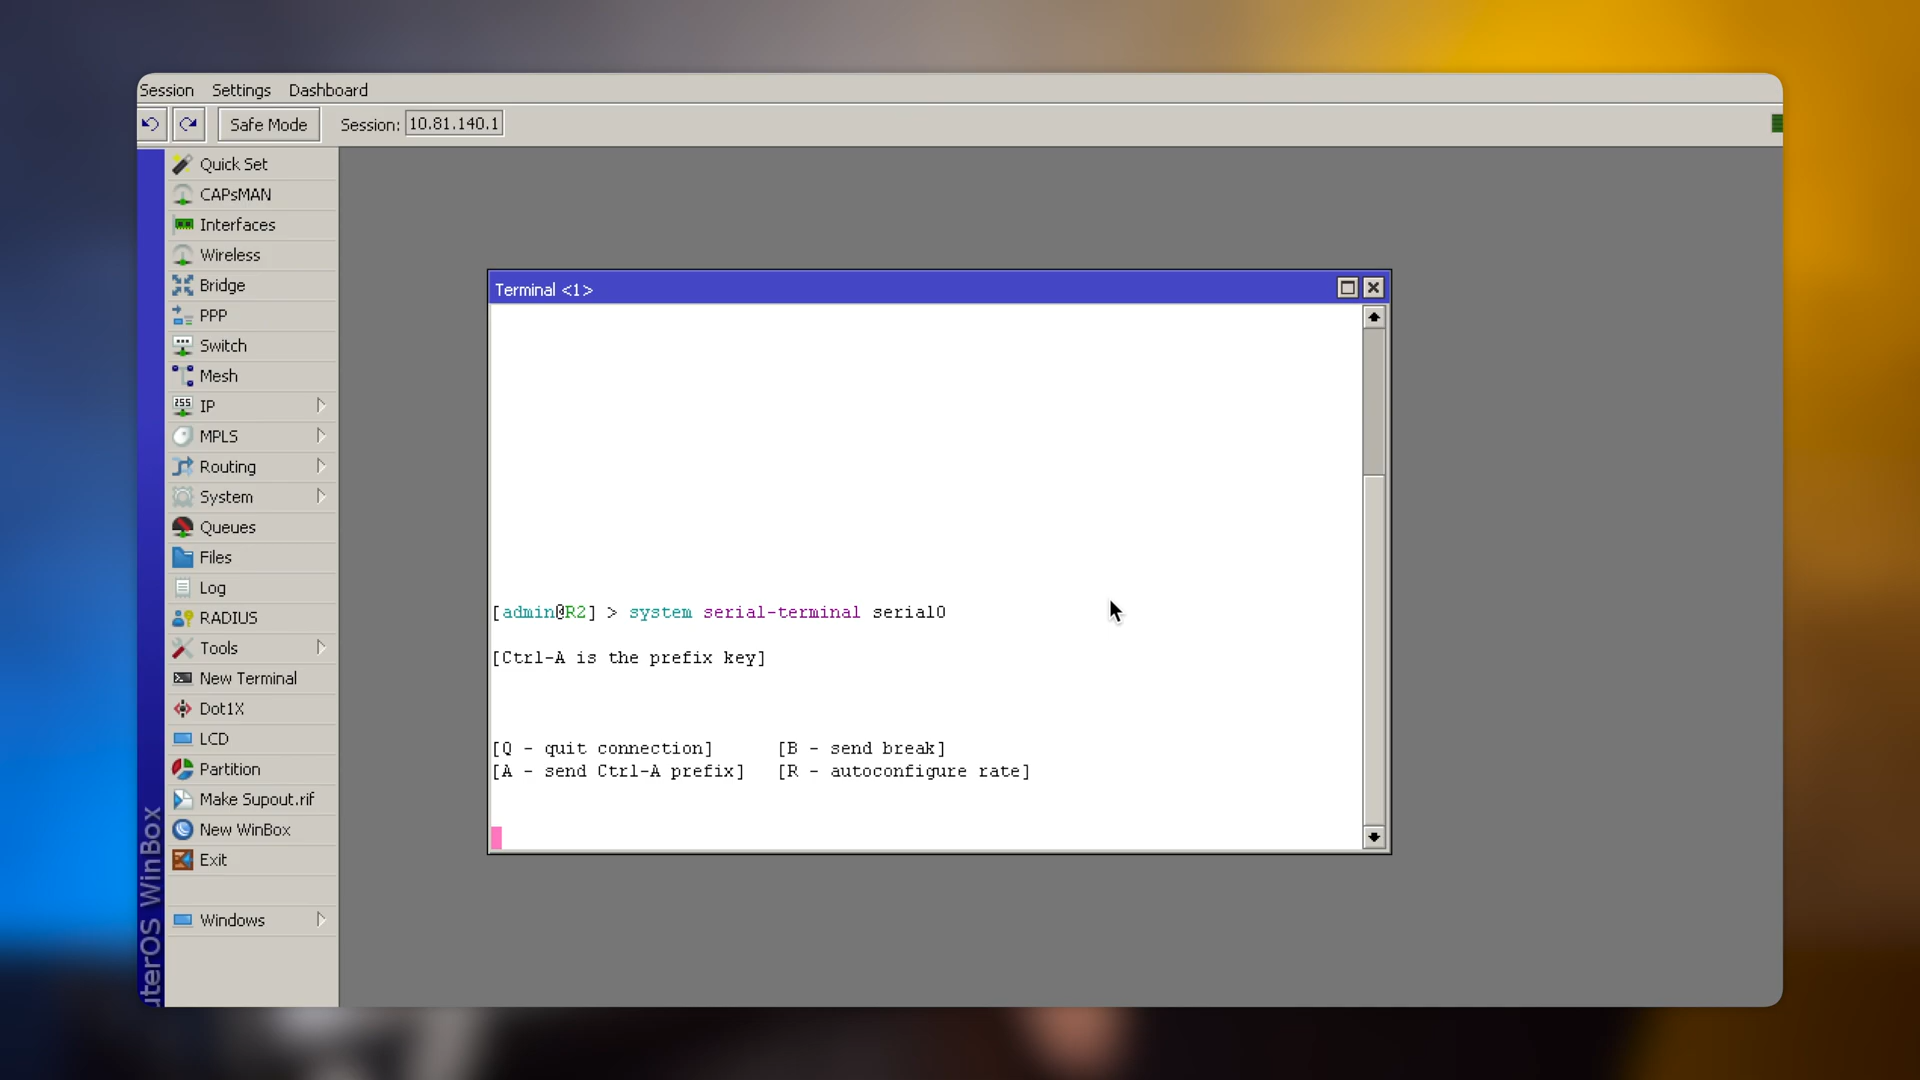 Session Settings Dashboard
Safe Mode Session: 10.81.140.1
Quick Set
CAPsMAN
Interfaces
Wireless
Bridge
PPP
Switch
Mesh
255 IP
MPLS
Routing
System
Queues
Files
Log
RADIUS
Tools
New Terminal
Dot1X
LCD
Partition
Make Supout.rif
New WinBox
Exit
Windows
uterOS WinBox
Terminal <1>
[admin@R2] > system serial-terminal serial0
[Ctrl-A is the prefix key]
[Q - quit connection] [B - send break]
[A - send Ctrl-A prefix] [R - autoconfigure rate]